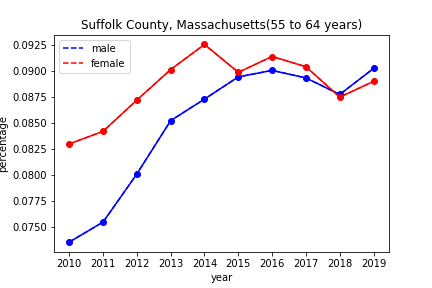 Suffolk County, Massachusetts(55 to 64 years)
male
female
0.0925
0.0900
0.0875
0.0850
0.0825
0.0800
0.0775
0.0750
percentage
2010 2011 2012 2013 2014 2015 2016 2017 2018 2019
year